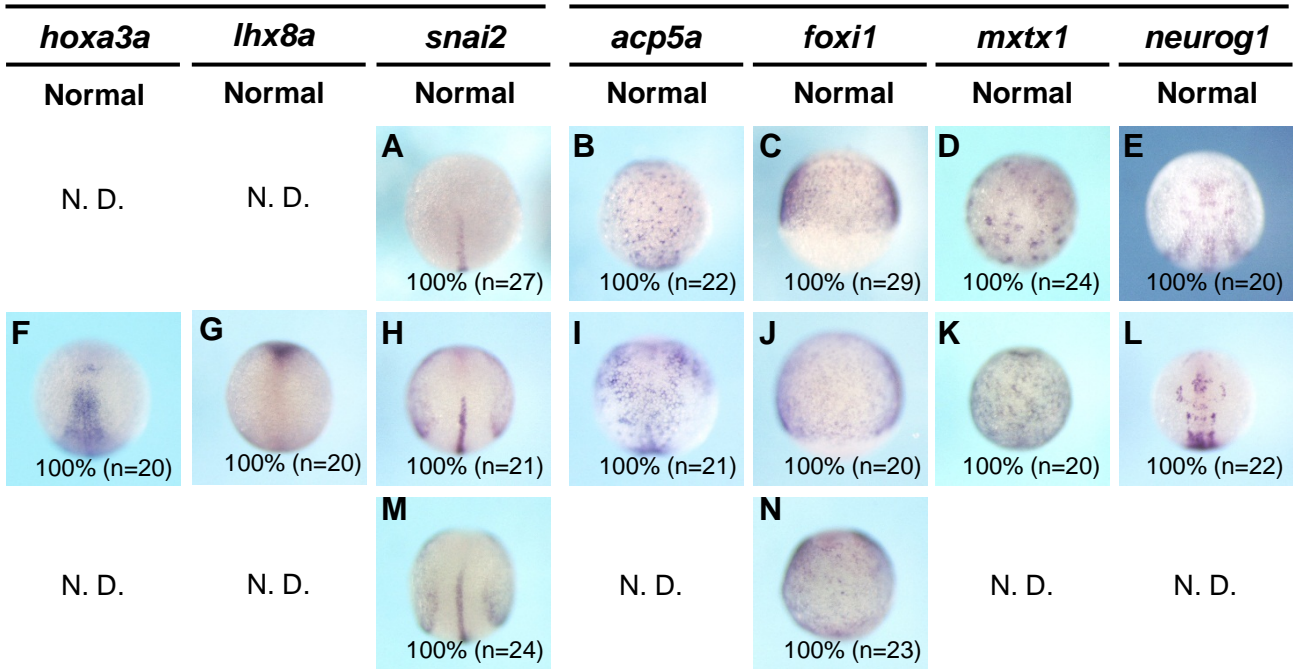 hoxa3a lhx8a snai2 acp5a foxi1 mxtx1 neurog1
Normal Normal Normal Normal Normal Normal Normal
A B C D E
N. D. N. D.
100% (n=27) 100% (n=22) 100% (n=29) 100% (n=24) 100% (n=20)
F G H I J K L
100% (n=20) 100% (n=20) 100% (n=21) 100% (n=21) 100% (n=20) 100% (n=20) 100% (n=22)
M N
N. D. N. D. N. D. N. D. N. D.
100% (n=24) 100% (n=23)